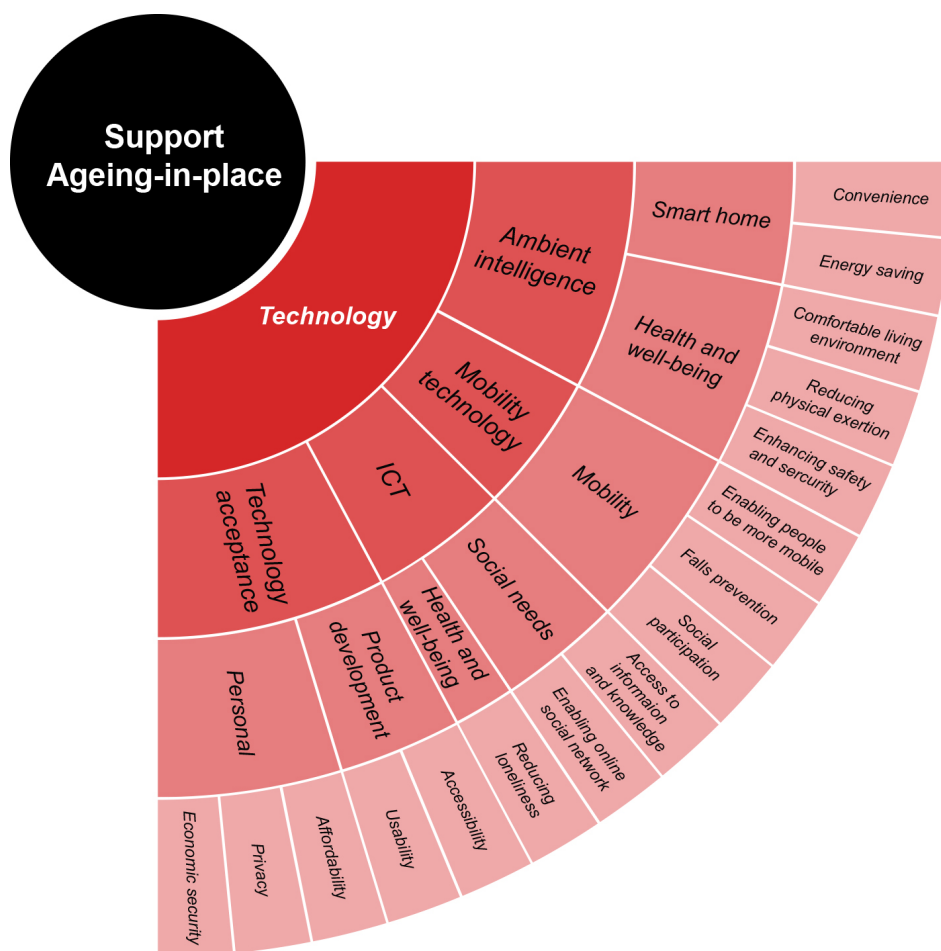 Support
Ageing-in-place
Technology
Ambient
intelligence
Mobility
technology
ICT
Technology
acceptance
Smart home
Health and
well-being
Mobility
Social needs
Health and
well-being
Product
development
Personal
Convenience
Energy saving
Comfortable living
environment
Reducing
physical exertion
Enhancing safety
and sercurity
Enabling people
to be more mobile
Falls prevention
Social
participation
Access to
informaion
and knowledge
Enabling online
social network
Reducing
loneliness
Accessibility
Usability
Affordability
Privacy
Economic security